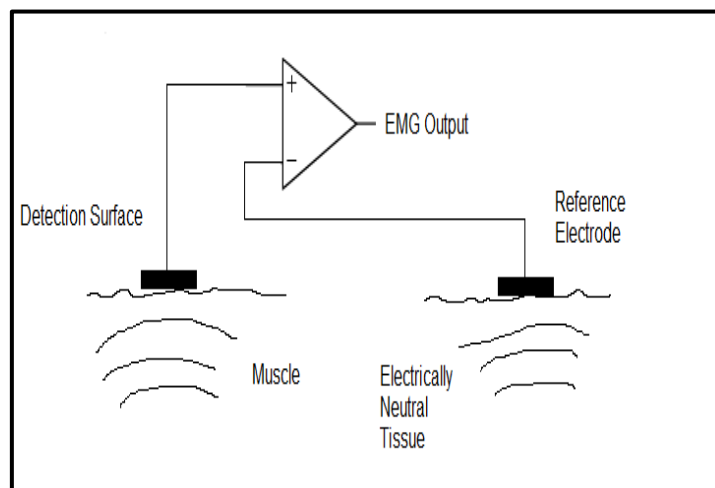 +
EMG Output
−
Detection Surface
Reference
Electrode
Muscle
Electrically
Neutral
Tissue